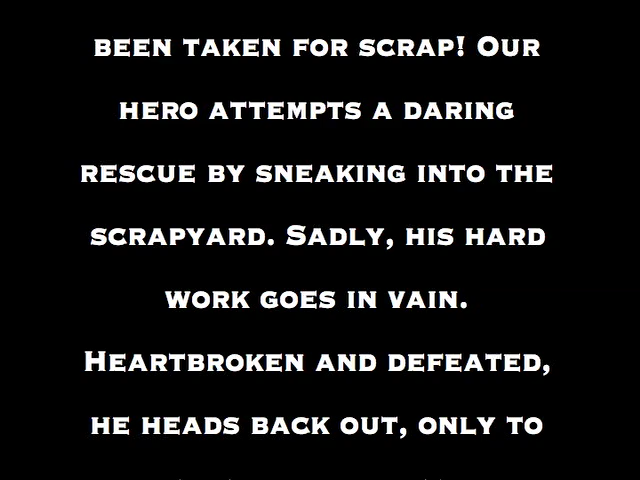 BEEN TAKEN FOR SCRAP! OUR
HERO ATTEMPTS A DARING
RESCUE BY SNEAKING INTO THE
SCRAPYARD. SADLY, HIS HARD
WORK GOES IN VAIN.
HEARTBROKEN AND DEFEATED,
HE HEADS BACK OUT, ONLY TO